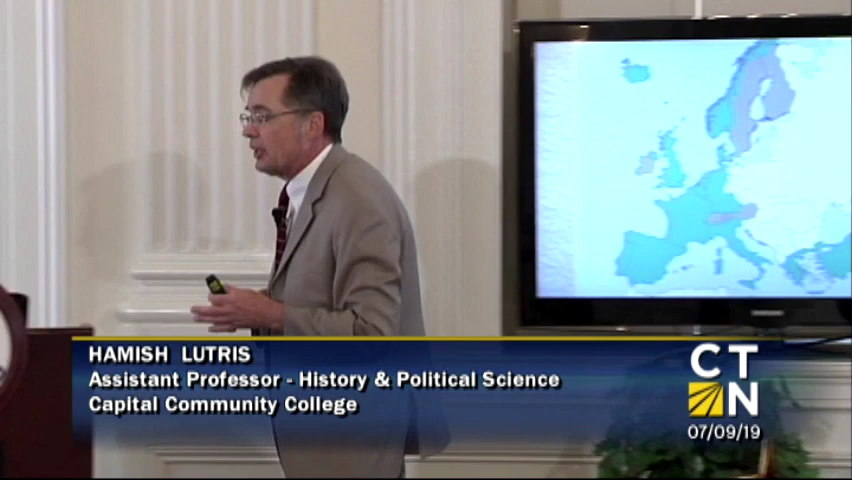 HAMISH LUTRIS
Assistant Professor - History & Political Science
Capital Community College
CT
N
07/09/19